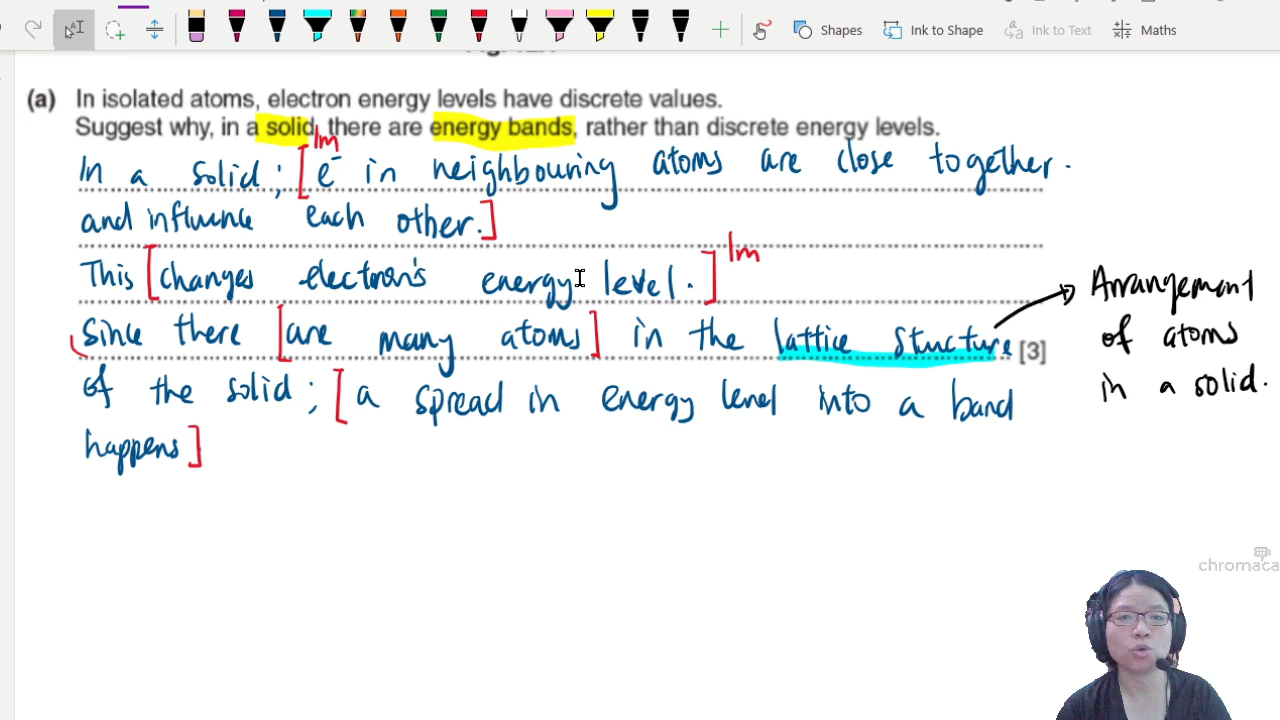 Shapes Ink to Shape Ink to Text Maths
(a) In isolated atoms, electron energy levels have discrete values.
Suggest why, in a solid, there are energy bands, rather than discrete energy levels.
1m
In a solid; [e⁻ in neighbouring atoms are close together.
and influence each other.]
1m
This [changes electron's energy level.]
Since there [are many atoms] in the lattice structure [3]
of the solid; [a spread in energy level into a band
happens]
Arrangement
of atoms
in a solid.
chromaca